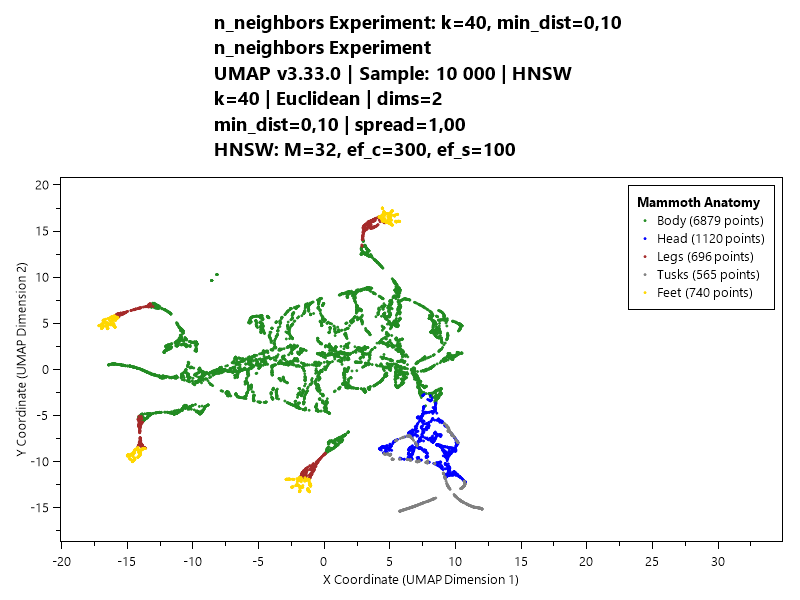 n_neighbors Experiment: k=40, min_dist=0,10
n_neighbors Experiment
UMAP v3.33.0 | Sample: 10 000 | HNSW
k=40 | Euclidean | dims=2
min_dist=0,10 | spread=1,00
HNSW: M=32, ef_c=300, ef_s=100
Mammoth Anatomy
Body (6879 points)
Head (1120 points)
Legs (696 points)
Tusks (565 points)
Feet (740 points)
Y Coordinate (UMAP Dimension 2)
20
15
10
5
0
-5
-10
-15
-20
-15
-10
-5
0
5
10
15
20
25
30
X Coordinate (UMAP Dimension 1)